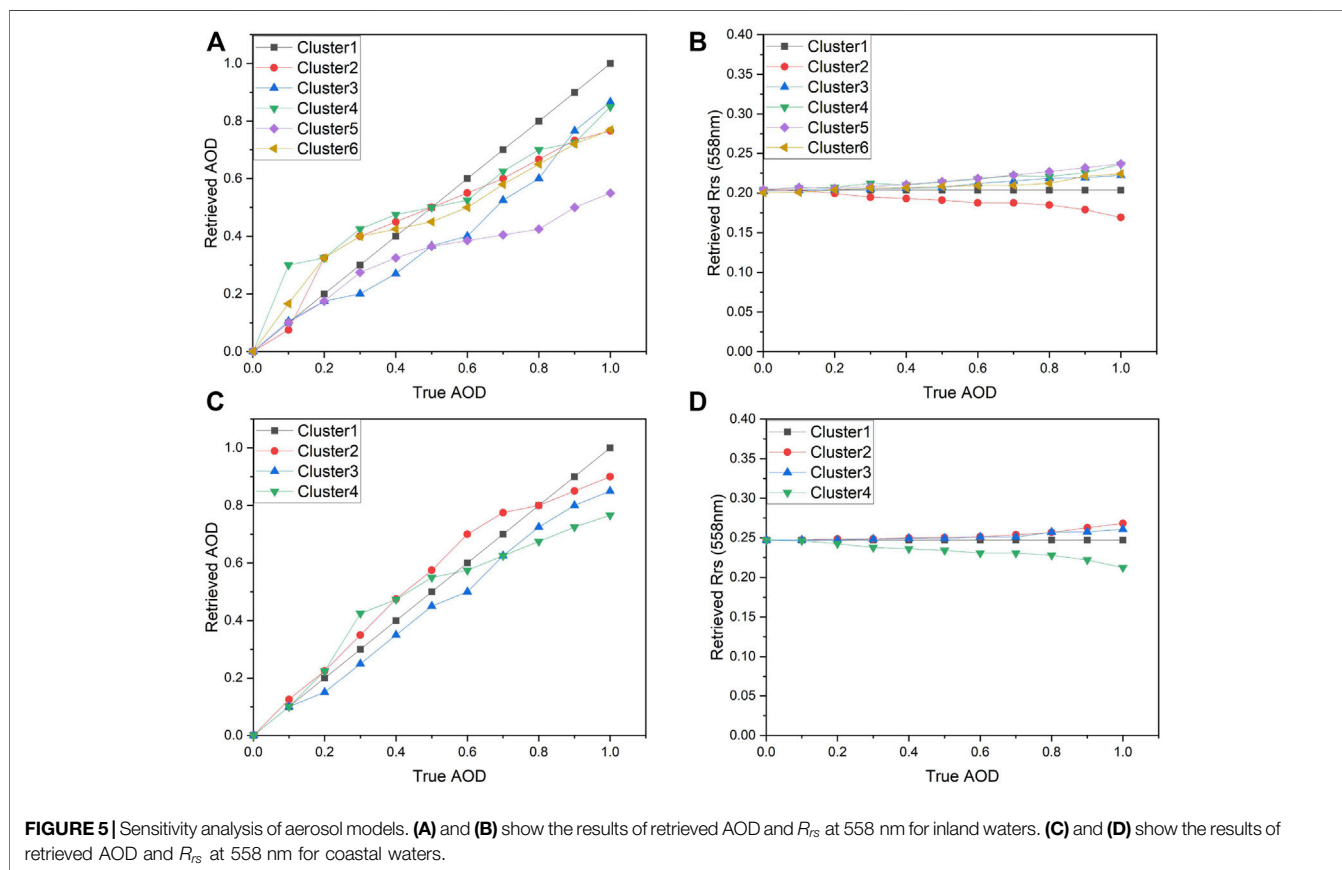 A
Cluster1
Cluster2
Cluster3
Cluster4
Cluster5
Cluster6
1.0
0.8
0.6
0.4
0.2
0.0
Retrieved AOD
0.0 0.2 0.4 0.6 0.8 1.0
True AOD
B
Cluster1
Cluster2
Cluster3
Cluster4
Cluster5
Cluster6
0.40
0.35
0.30
0.25
0.20
0.15
0.10
0.05
0.00
Retrieved Rrs (558nm)
0.0 0.2 0.4 0.6 0.8 1.0
True AOD
C
Cluster1
Cluster2
Cluster3
Cluster4
1.0
0.8
0.6
0.4
0.2
0.0
Retrieved AOD
0.0 0.2 0.4 0.6 0.8 1.0
True AOD
D
Cluster1
Cluster2
Cluster3
Cluster4
0.40
0.35
0.30
0.25
0.20
0.15
0.10
0.05
0.00
Retrieved Rrs (558nm)
0.0 0.2 0.4 0.6 0.8 1.0
True AOD
FIGURE 5 | Sensitivity analysis of aerosol models. (A) and (B) show the results of retrieved AOD and Rrs at 558 nm for inland waters. (C) and (D) show the results of
retrieved AOD and Rrs at 558 nm for coastal waters.